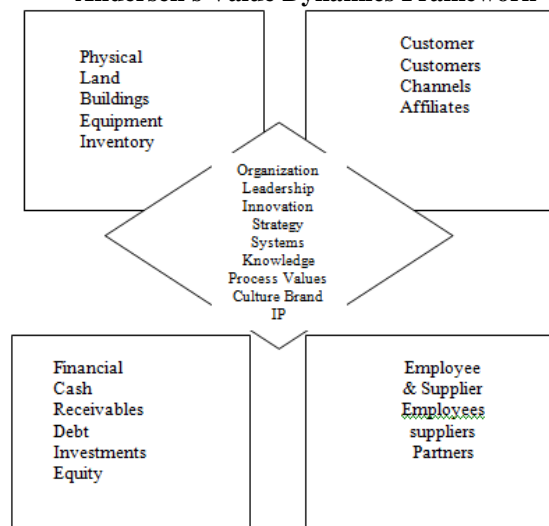 Andersen's Value Dynamics Framework
Physical
Land
Buildings
Equipment
Inventory
Customer
Customers
Channels
Affiliates
Organization
Leadership
Innovation
Strategy
Systems
Knowledge
Process Values
Culture Brand
IP
Financial
Cash
Receivables
Debt
Investments
Equity
Employee
& Supplier
Employees
suppliers
Partners